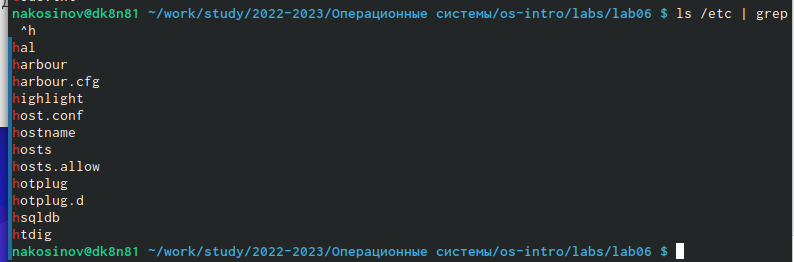 nakosinov@dk8n81 ~/work/study/2022-2023/Операционные системы/os-intro/labs/lab06 $ ls /etc | grep
^h
hal
harbour
harbour.cfg
highlight
host.conf
hostname
hosts
hosts.allow
hotplug
hotplug.d
hsqldb
htdig
nakosinov@dk8n81 ~/work/study/2022-2023/Операционные системы/os-intro/labs/lab06 $